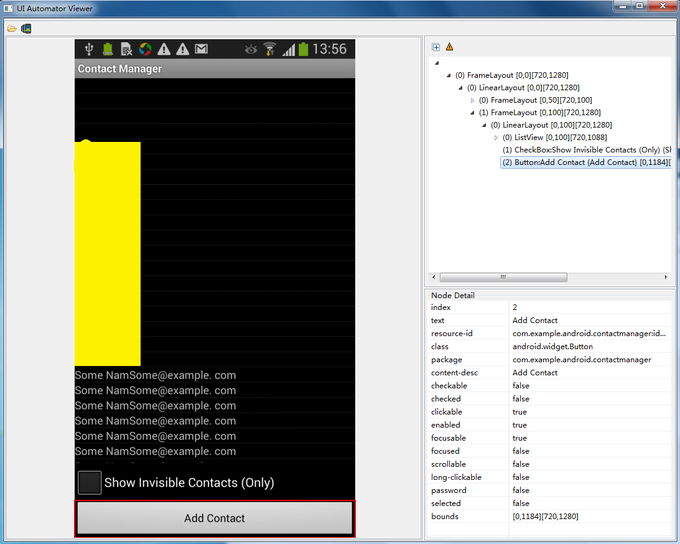 UI Automator Viewer
13:56
Contact Manager
Some NamSome@example. com
Some NamSome@example. com
Some NamSome@example. com
Some NamSome@example. com
Some NamSome@example. com
Some NamSome@example. com
Show Invisible Contacts (Only)
Add Contact
(0) FrameLayout [0,0][720,1280]
(0) LinearLayout [0,0][720,1280]
(0) FrameLayout [0,50][720,100]
(1) FrameLayout [0,100][720,1280]
(0) LinearLayout [0,100][720,1280]
(0) ListView [0,100][720,1088]
(1) CheckBox:Show Invisible Contacts (Only) {Sh
(2) Button:Add Contact {Add Contact} [0,1184][
Node Detail
index 2
text Add Contact
resource-id com.example.android.contactmanager:id...
class android.widget.Button
package com.example.android.contactmanager
content-desc Add Contact
checkable false
checked false
clickable true
enabled true
focusable true
focused false
scrollable false
long-clickable false
password false
selected false
bounds [0,1184][720,1280]